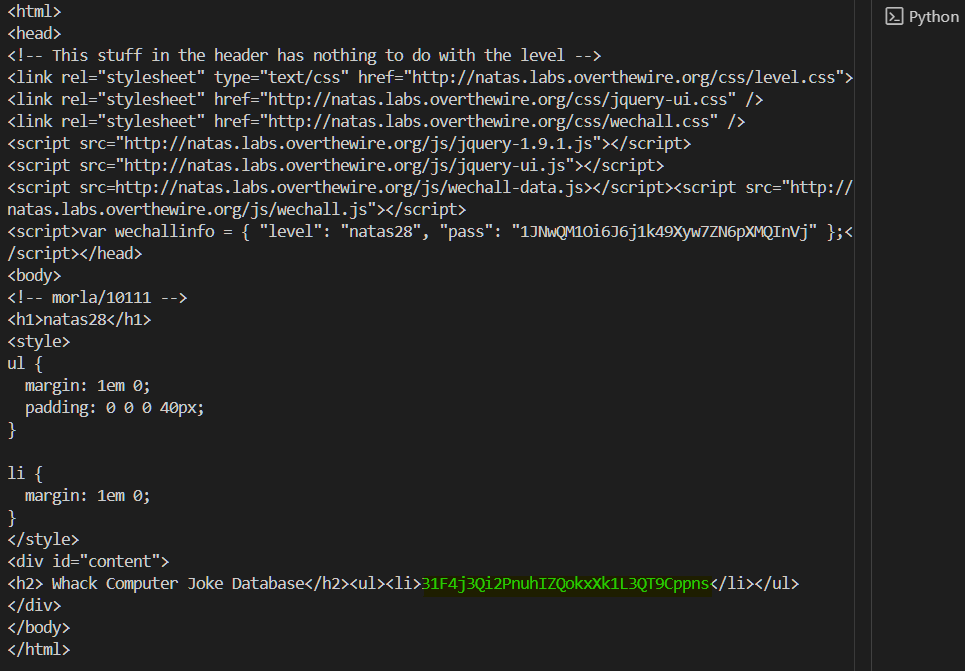 <html>
<head>
<!-- This stuff in the header has nothing to do with the level -->
<link rel="stylesheet" type="text/css" href="http://natas.labs.overthewire.org/css/level.css">
<link rel="stylesheet" href="http://natas.labs.overthewire.org/css/jquery-ui.css" />
<link rel="stylesheet" href="http://natas.labs.overthewire.org/css/wechall.css" />
<script src="http://natas.labs.overthewire.org/js/jquery-1.9.1.js"></script>
<script src="http://natas.labs.overthewire.org/js/jquery-ui.js"></script>
<script src=http://natas.labs.overthewire.org/js/wechall-data.js></script><script src="http://
natas.labs.overthewire.org/js/wechall.js"></script>
<script>var wechallinfo = { "level": "natas28", "pass": "1JNwQM1Oi6J6j1k49Xyw7ZN6pXMQInVj" };<
/script></head>
<body>
<!-- morla/10111 -->
<h1>natas28</h1>
<style>
ul {
  margin: 1em 0;
  padding: 0 0 0 40px;
}

li {
  margin: 1em 0;
}
</style>
<div id="content">
<h2> Whack Computer Joke Database</h2><ul><li>31F4j3Qi2PnuhIZQokxXk1L3QT9Cppns</li></ul>
</div>
</body>
</html>
Python